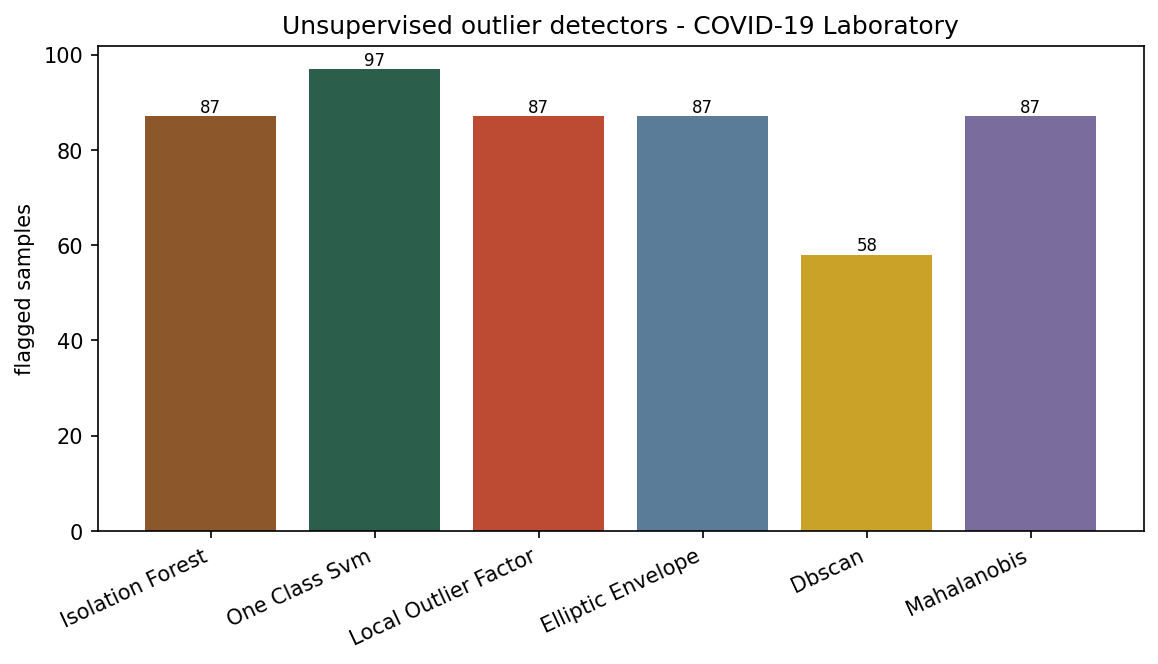 Unsupervised outlier detectors - COVID-19 Laboratory
flagged samples
100
80
60
40
20
0
87
97
87
87
58
87
Isolation Forest
One Class Svm
Local Outlier Factor
Elliptic Envelope
Dbscan
Mahalanobis